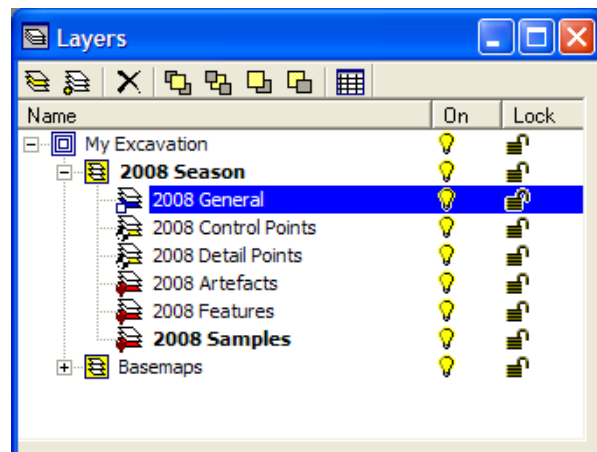 Layers
Name On Lock
My Excavation
2008 Season
2008 General
2008 Control Points
2008 Detail Points
2008 Artefacts
2008 Features
2008 Samples
Basemaps